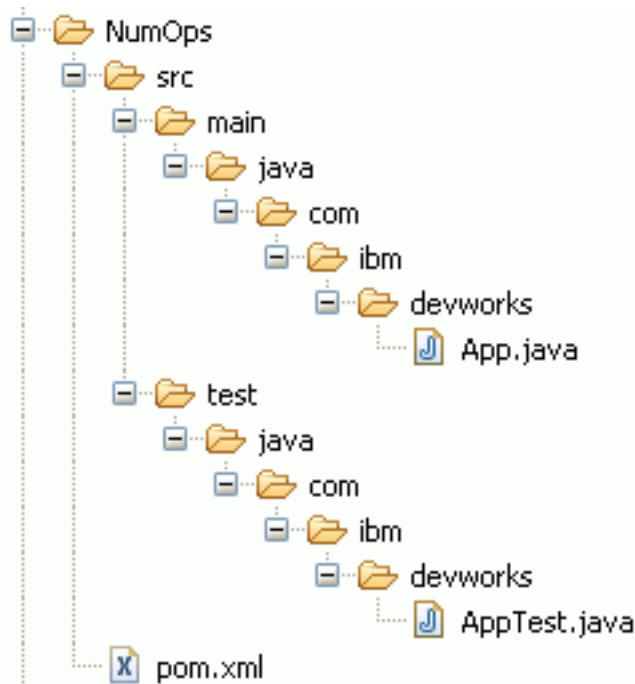 NumOps
src
main
java
com
ibm
devworks
App.java
test
java
com
ibm
devworks
AppTest.java
pom.xml